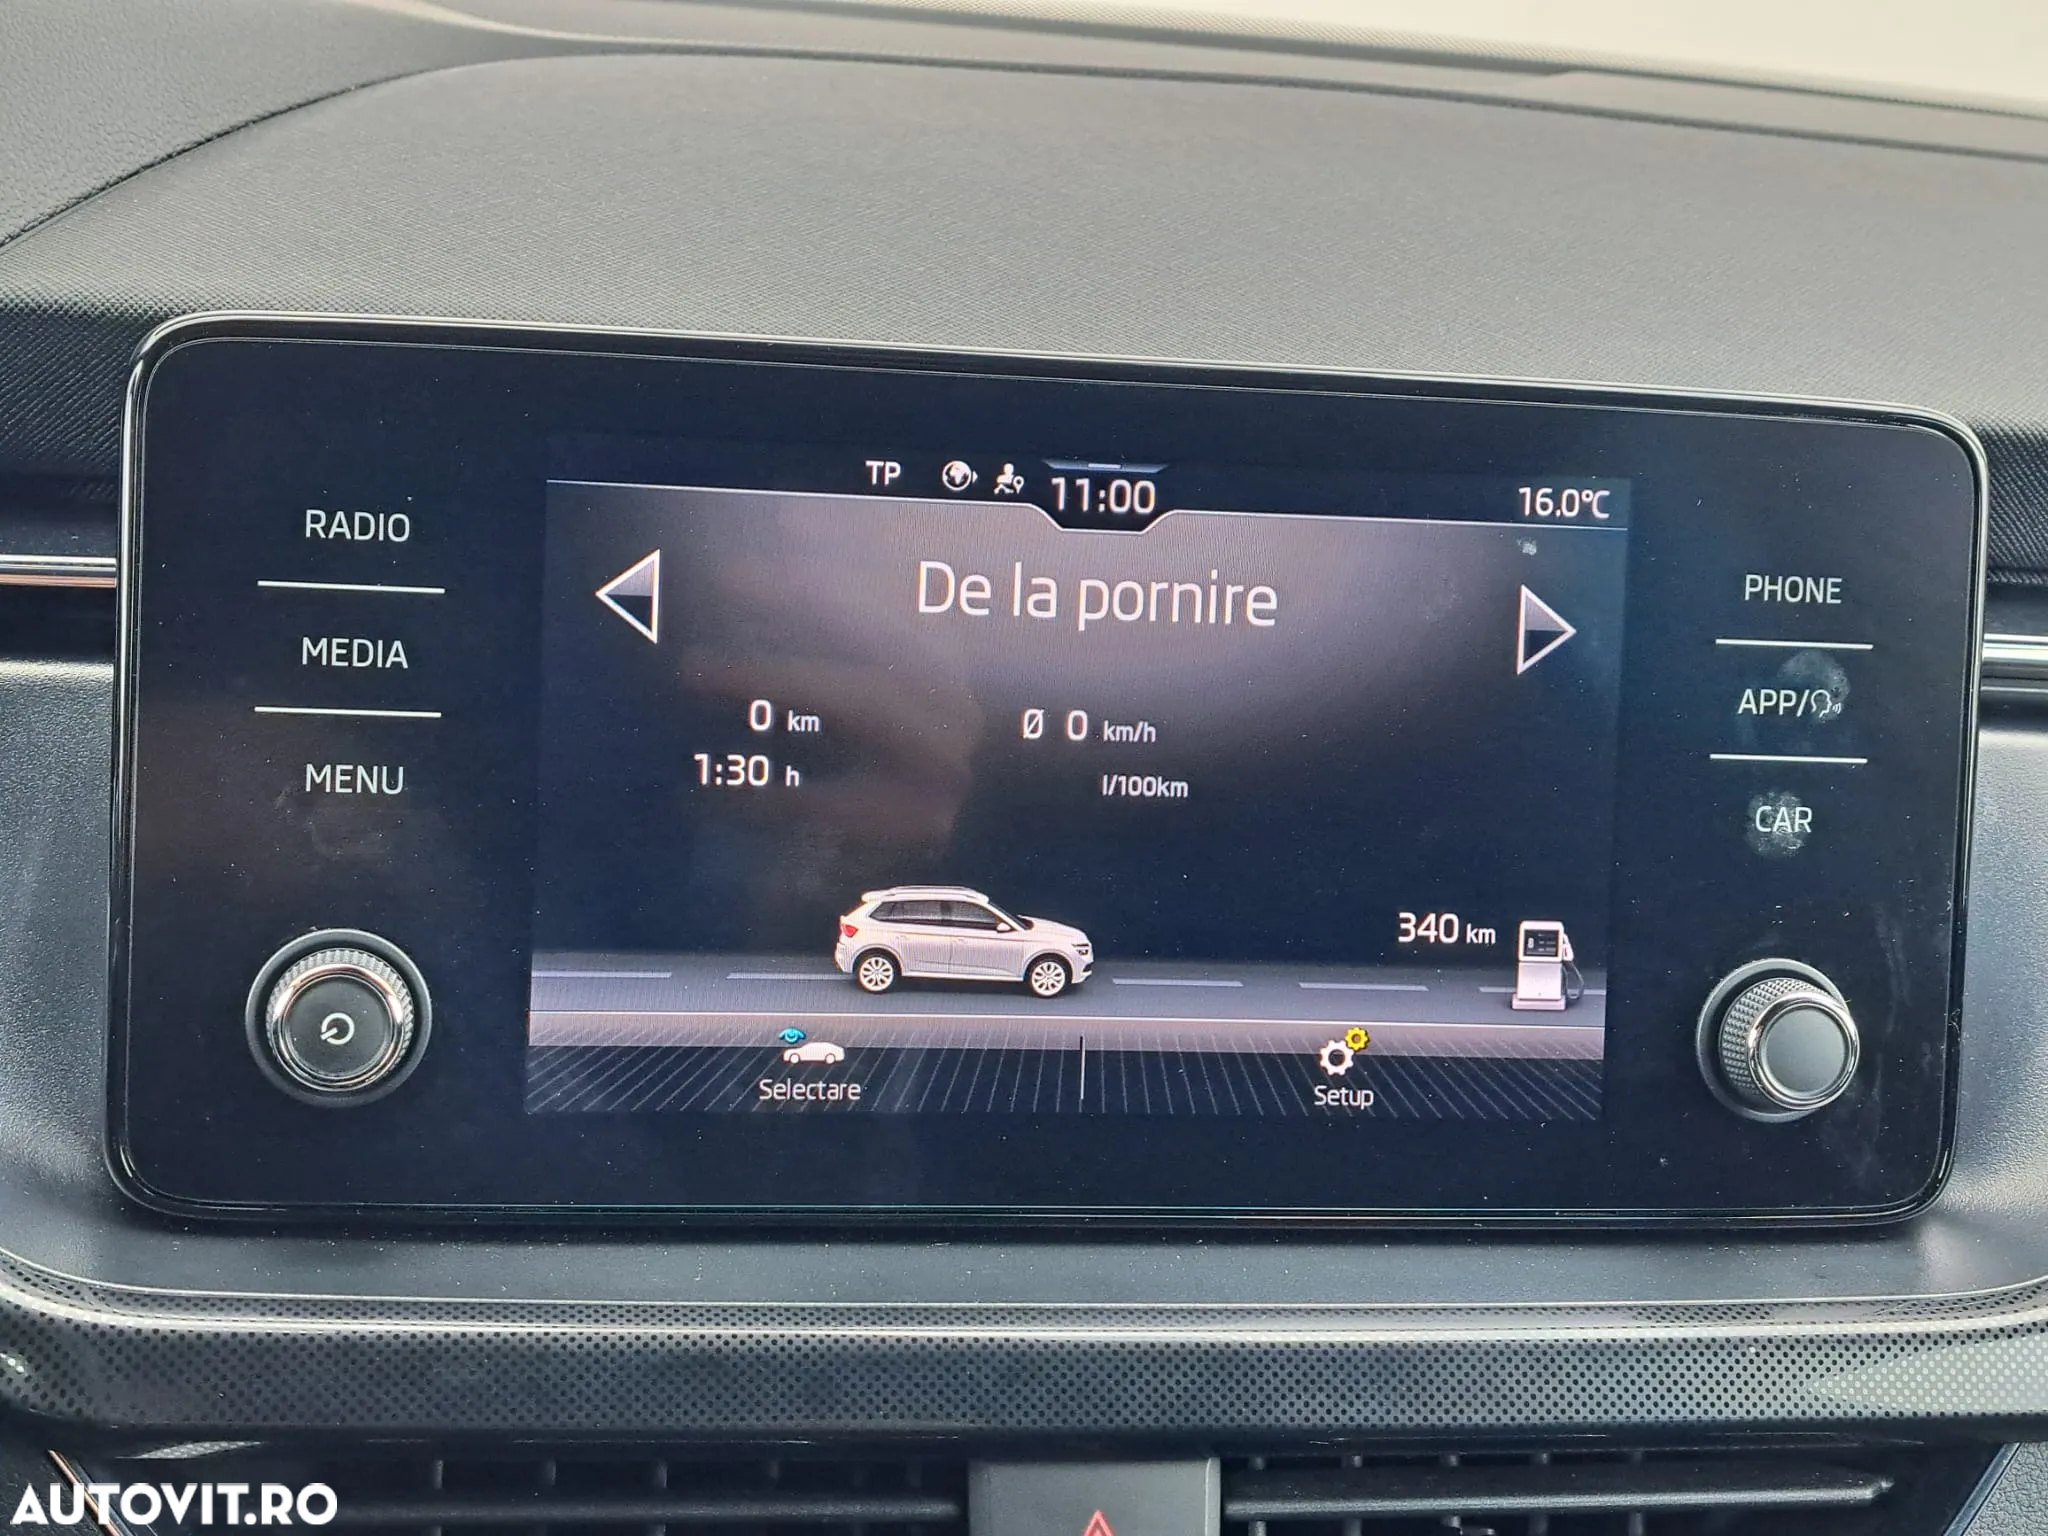 TP 11:00 16.0°C
RADIO
MEDIA
MENU
De la pornire
0 km Ø 0 km/h
1:30 h l/100km
340 km
Selectare Setup
PHONE
APP/
CAR
AUTOVIT.RO